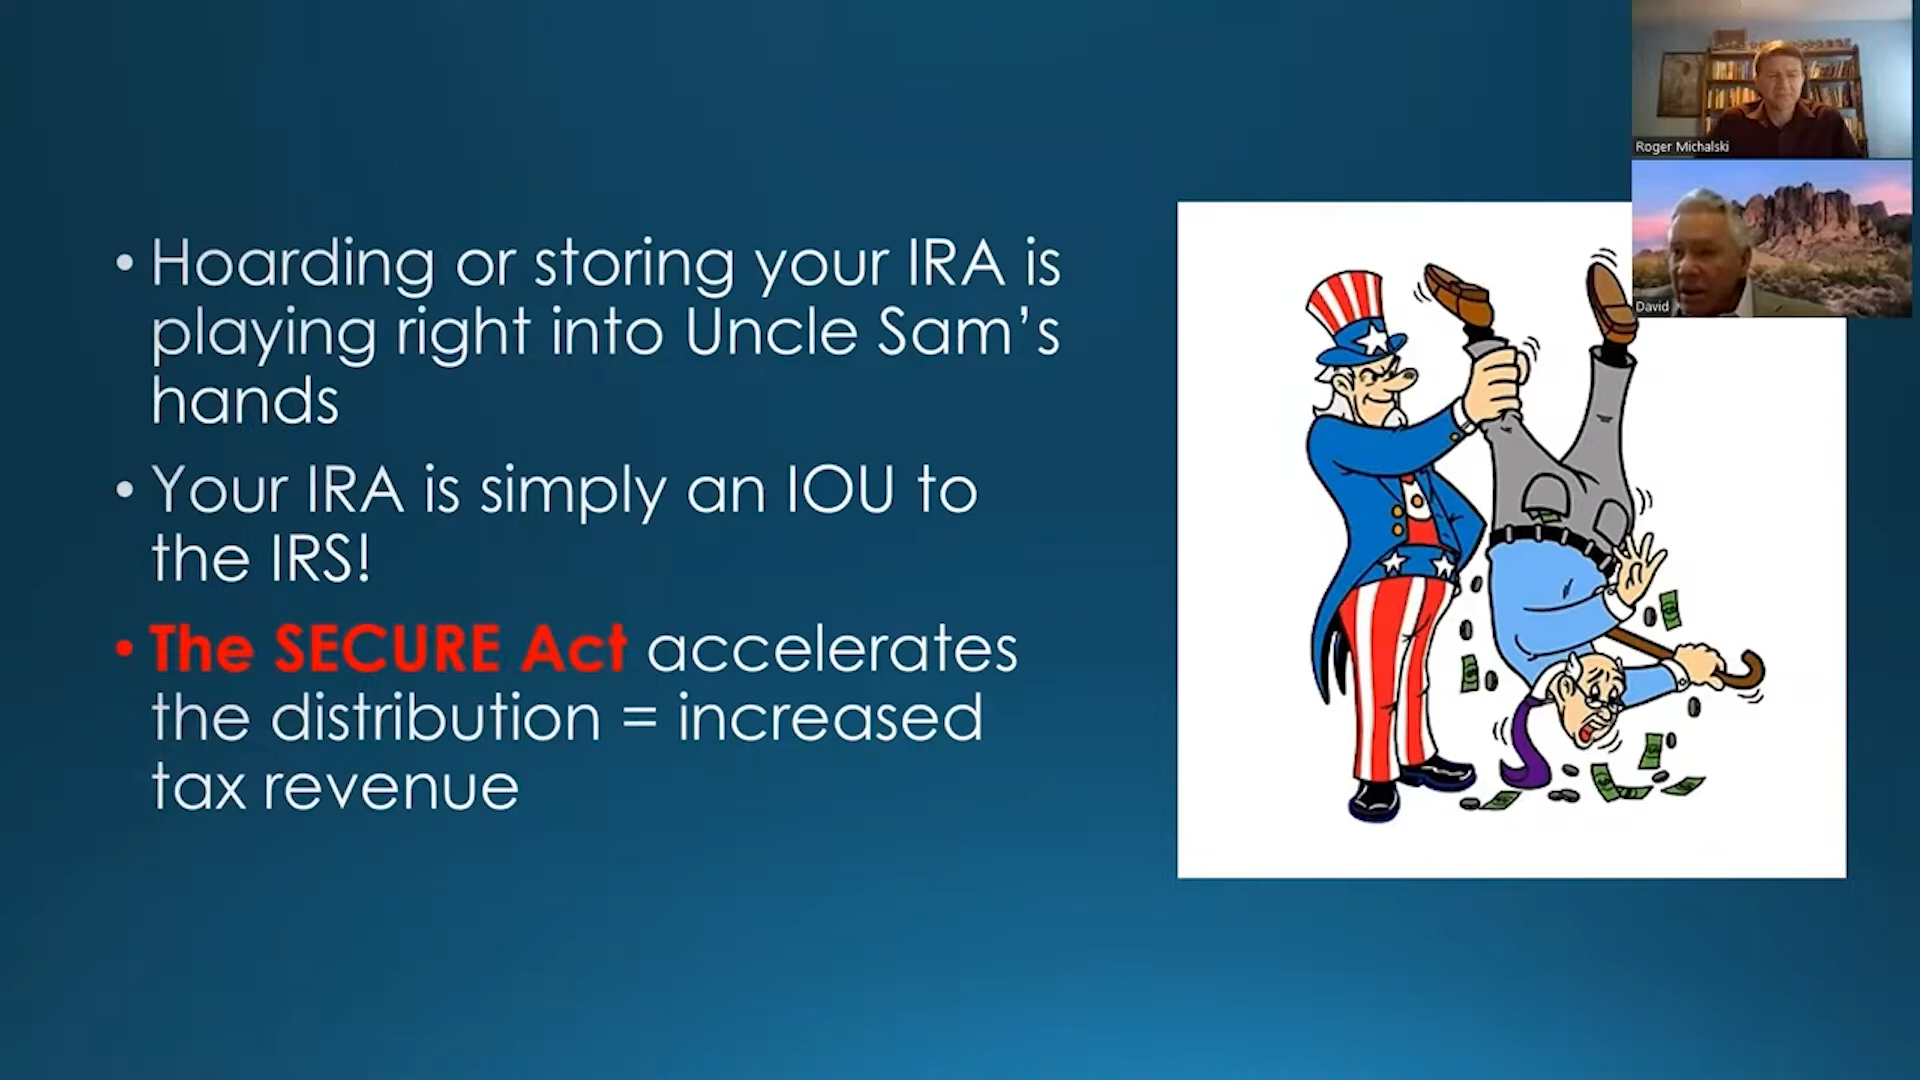 Roger Michalski
David
• Hoarding or storing your IRA is
playing right into Uncle Sam’s
hands
• Your IRA is simply an IOU to
the IRS!
• The SECURE Act accelerates
the distribution = increased
tax revenue